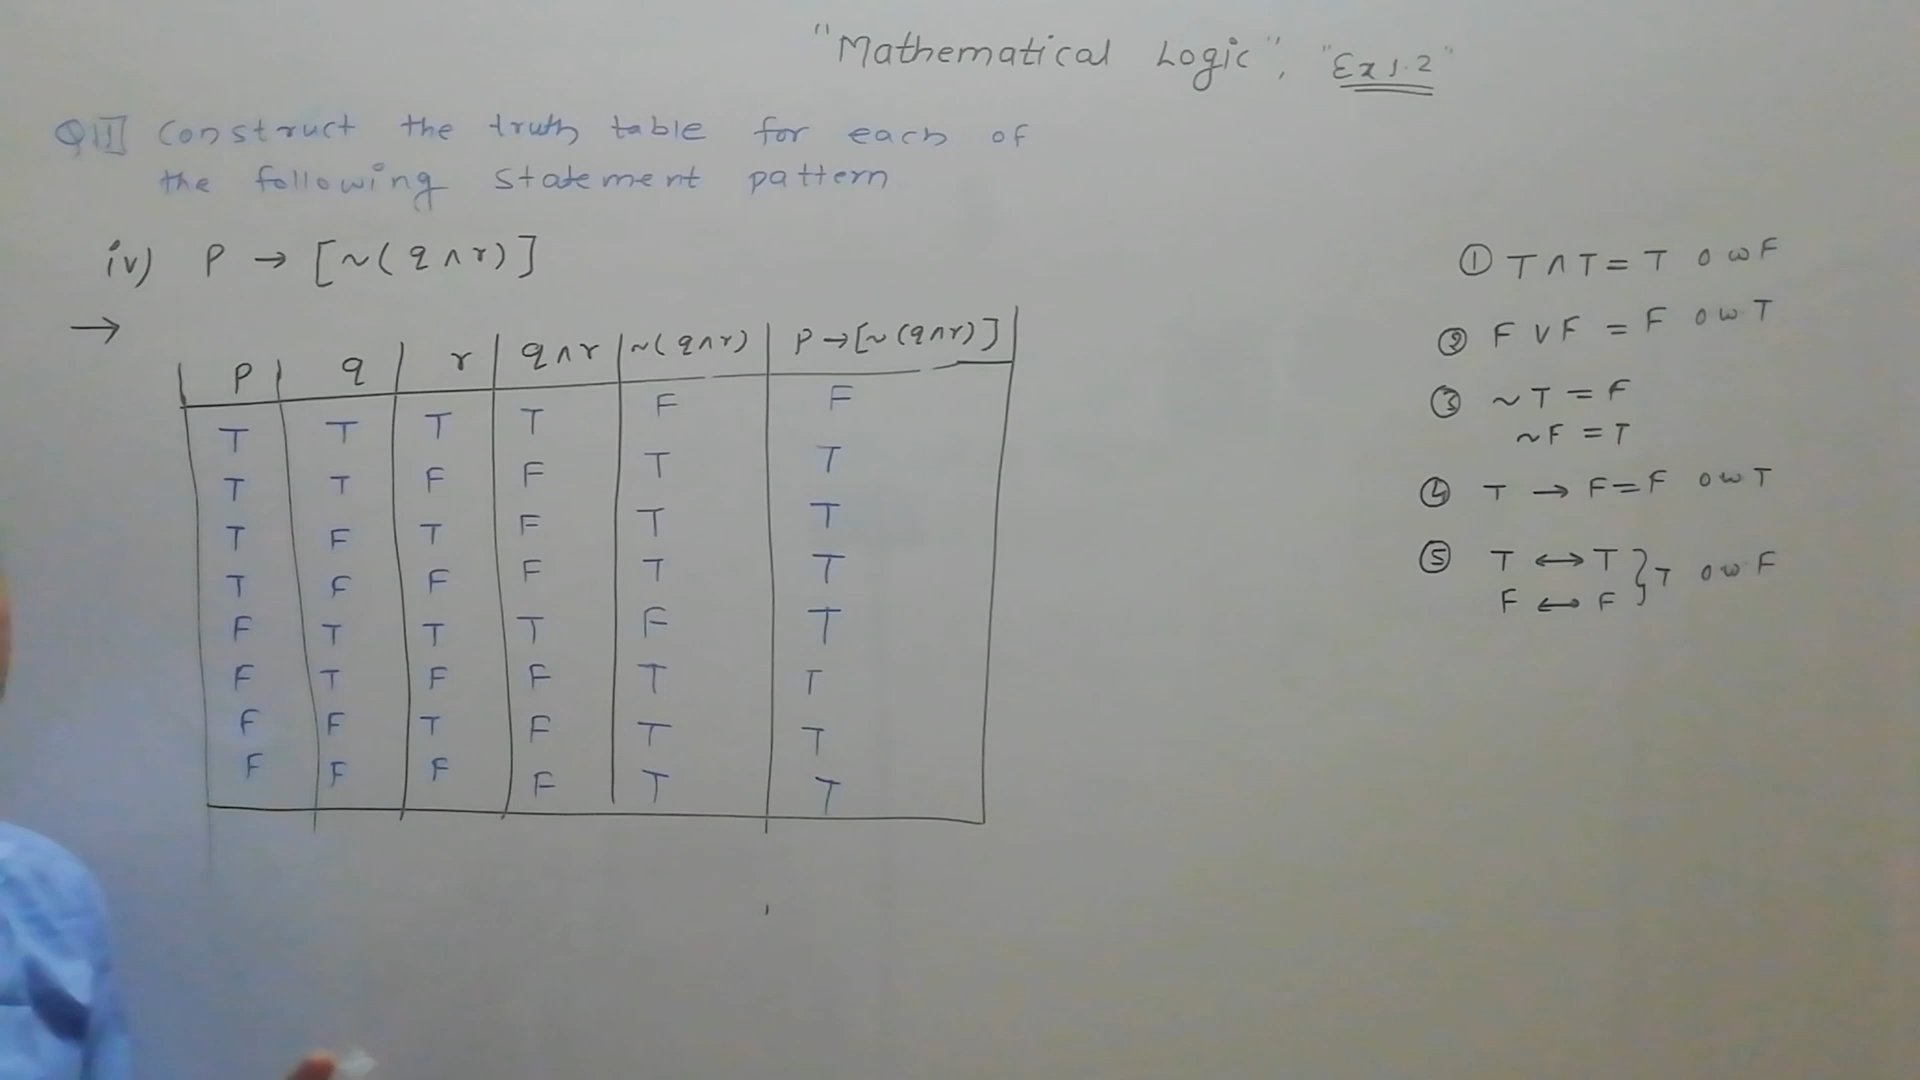 "Mathematical Logic", "Ex 1.2"
Q1] Construct the truth table for each of
the following statement pattern
iv) P → [~(q ∧ r)]
→
P q r q∧r ~(q∧r) P→[~(q∧r)]
T T T T F F
T T F F T T
T F T F T T
T F F F T T
F T T T F T
F T F F T T
F F T F T T
F F F F T T
① T ∧ T = T ow F
② F ∨ F = F ow T
③ ~T = F
~F = T
④ T → F = F ow T
⑤ T ↔ T } T ow F
F ↔ F